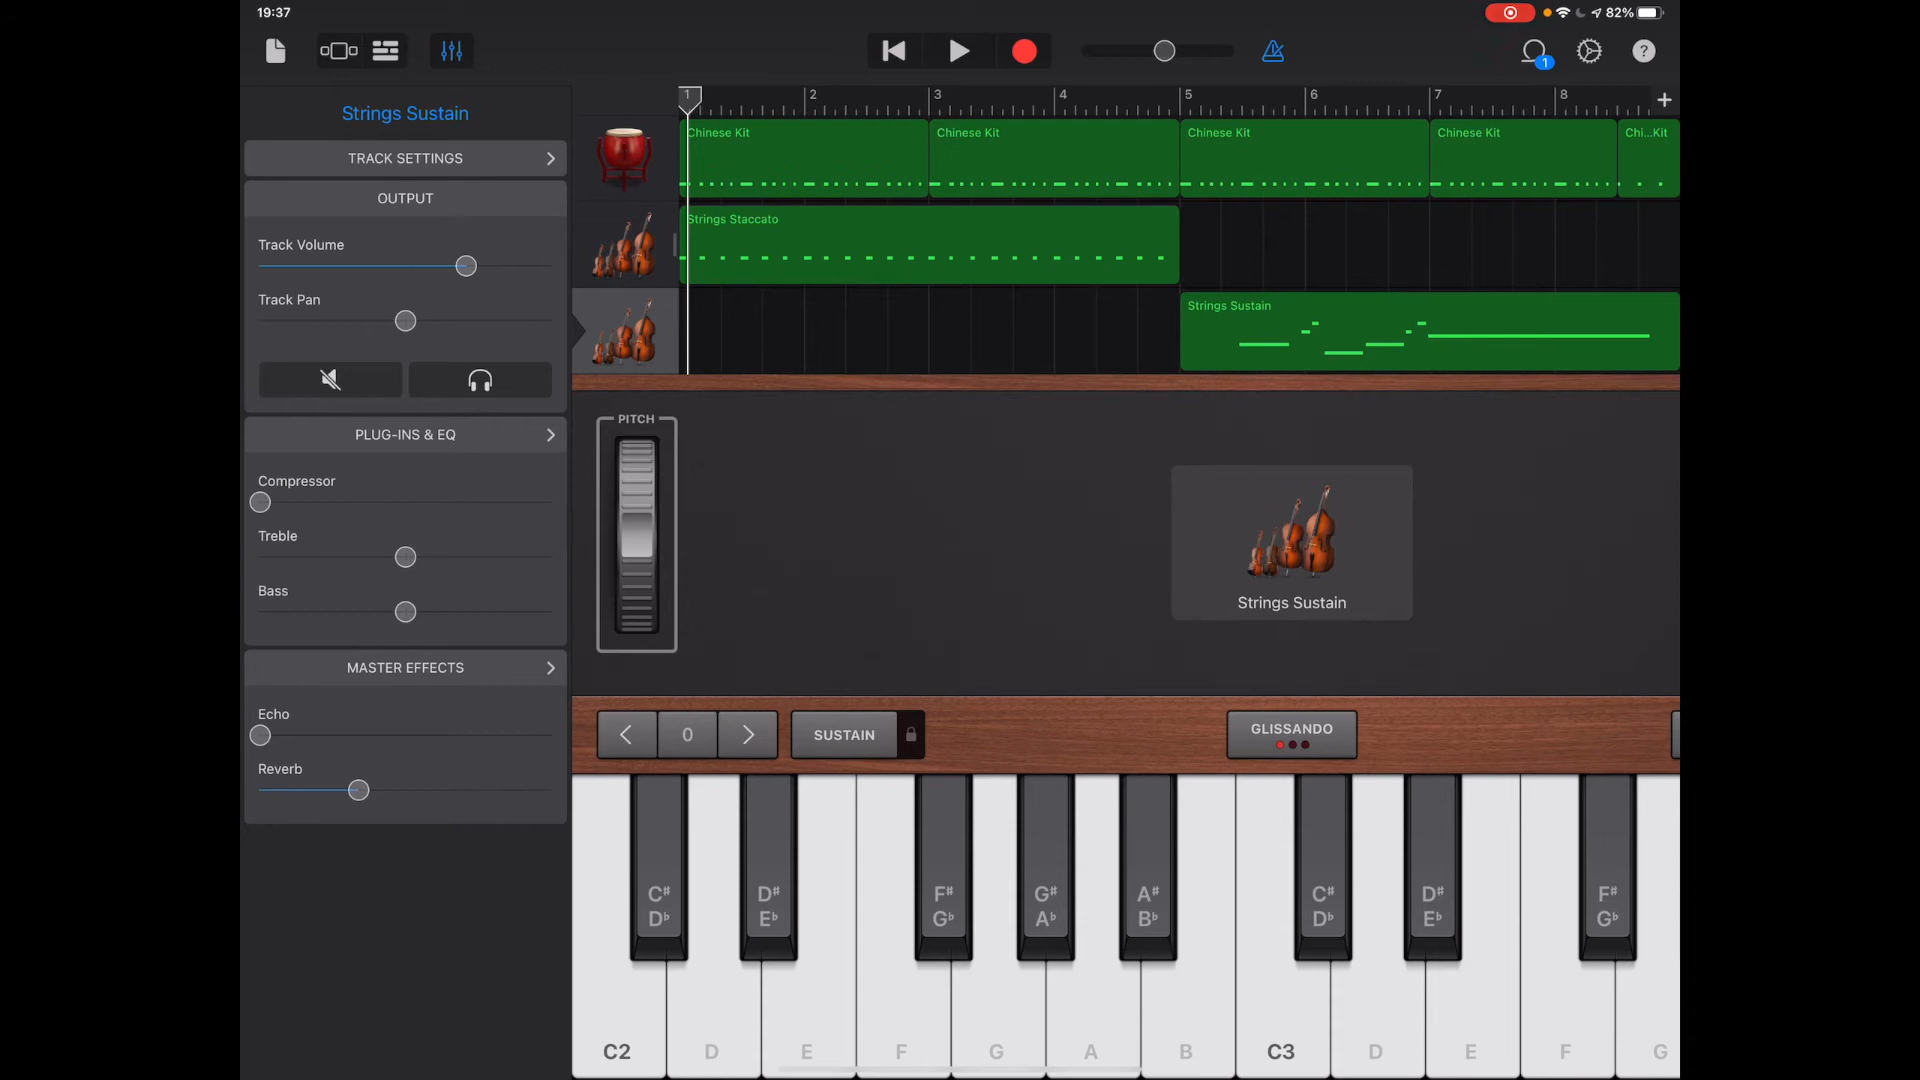 19:37
82%
1
?
Strings Sustain
TRACK SETTINGS
OUTPUT
Track Volume
Track Pan
PLUG-INS & EQ
Compressor
Treble
Bass
MASTER EFFECTS
Echo
Reverb
1 2 3 4 5 6 7 8 +
Chinese Kit Chinese Kit Chinese Kit Chinese Kit Chi...Kit
Strings Staccato
Strings Sustain
PITCH
Strings Sustain
0
SUSTAIN
GLISSANDO
C# D# F# G# A# C# D# F#
D♭ E♭ G♭ A♭ B♭ D♭ E♭ G♭
C2 D E F G A B C3 D E F G